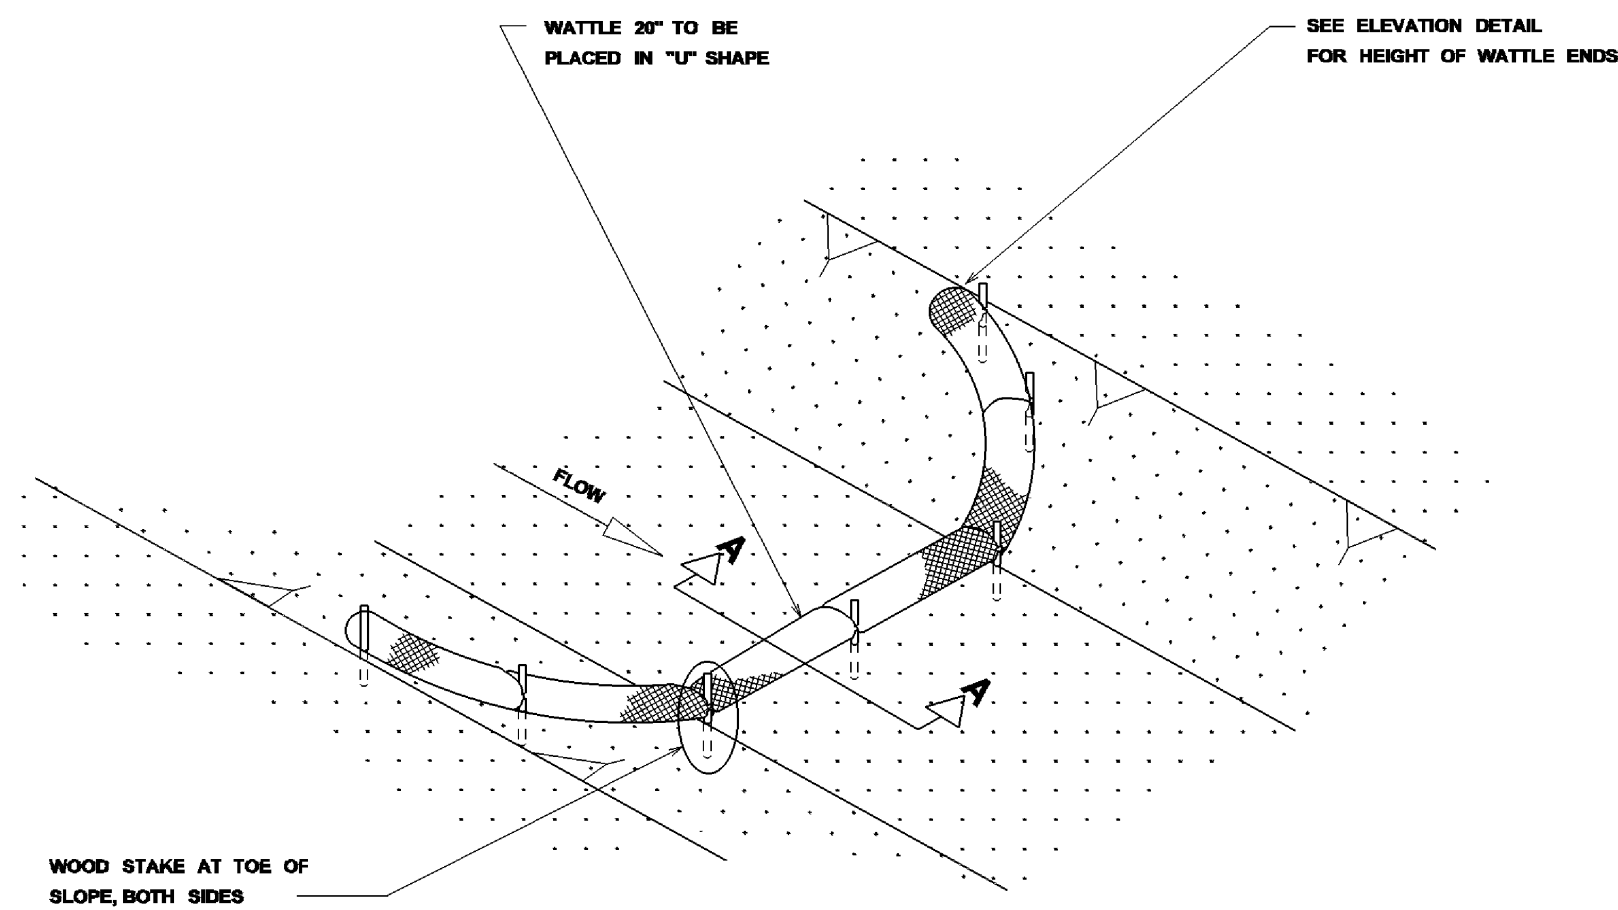 WATTLE 20" TO BE
PLACED IN "U" SHAPE
SEE ELEVATION DETAIL
FOR HEIGHT OF WATTLE ENDS
FLOW
A
A
WOOD STAKE AT TOE OF
SLOPE, BOTH SIDES